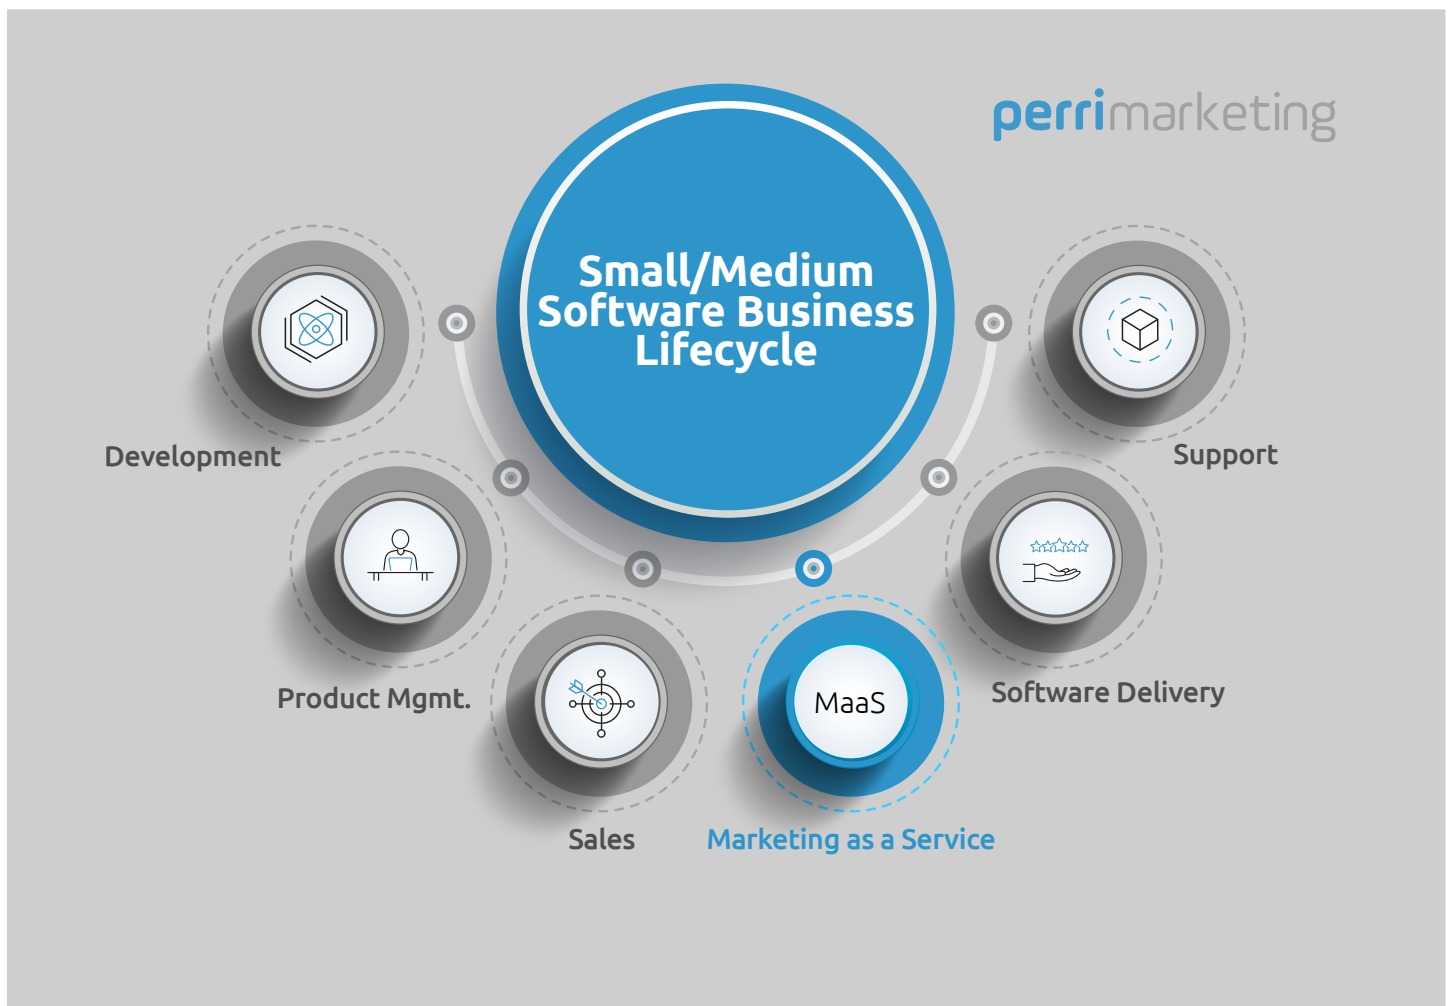 perrimarketing
Small/Medium
Software Business
Lifecycle
Development
Support
Product Mgmt.
Software Delivery
MaaS
Sales
Marketing as a Service